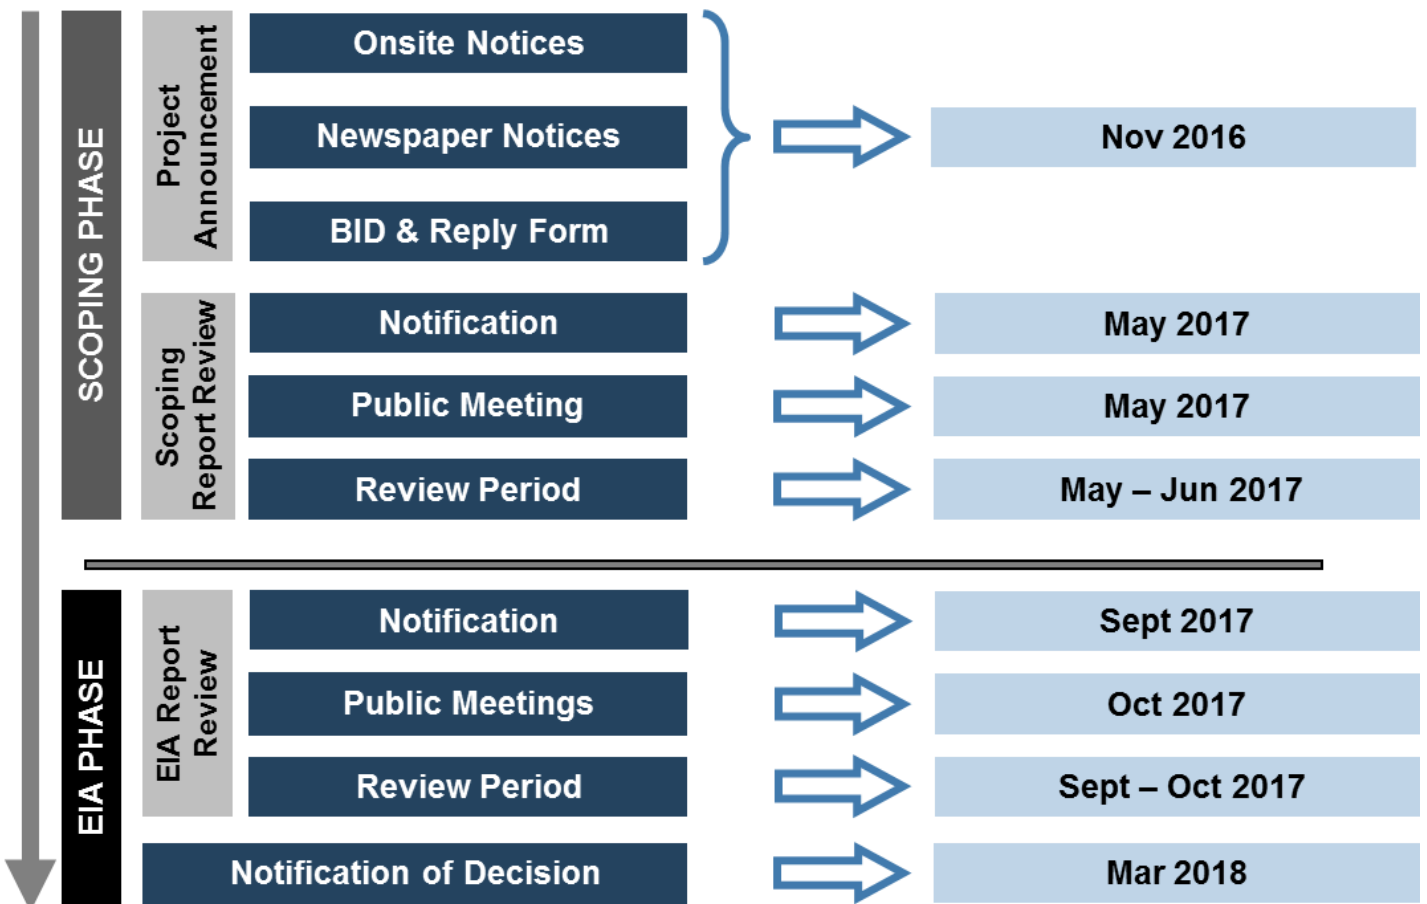 SCOPING PHASE
Project
Announcement
Onsite Notices
Newspaper Notices
BID & Reply Form
Nov 2016
Scoping
Report Review
Notification
May 2017
Public Meeting
May 2017
Review Period
May – Jun 2017
EIA PHASE
EIA Report
Review
Notification
Sept 2017
Public Meetings
Oct 2017
Review Period
Sept – Oct 2017
Notification of Decision
Mar 2018